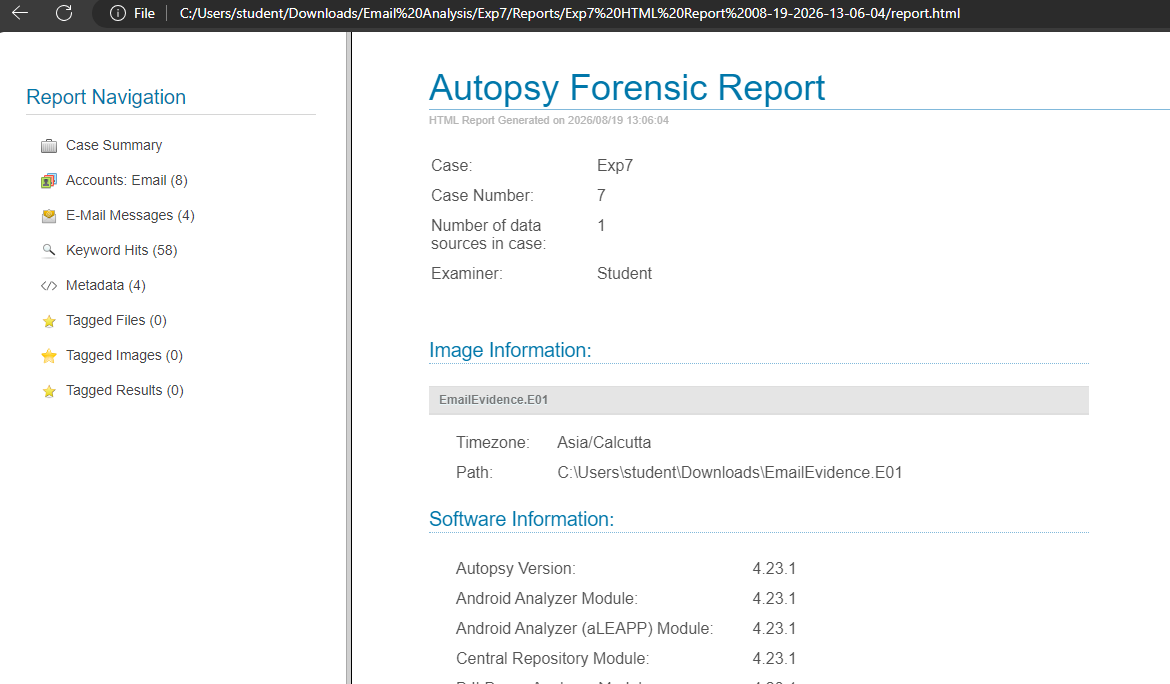 File C:/Users/student/Downloads/Email%20Analysis/Exp7/Reports/Exp7%20HTML%20Report%2008-19-2026-13-06-04/report.html
Report Navigation
Case Summary
Accounts: Email (8)
E-Mail Messages (4)
Keyword Hits (58)
Metadata (4)
Tagged Files (0)
Tagged Images (0)
Tagged Results (0)
Autopsy Forensic Report
HTML Report Generated on 2026/08/19 13:06:04
Case: Exp7
Case Number: 7
Number of data 1
sources in case:
Examiner: Student
Image Information:
EmailEvidence.E01
Timezone: Asia/Calcutta
Path: C:\Users\student\Downloads\EmailEvidence.E01
Software Information:
Autopsy Version: 4.23.1
Android Analyzer Module: 4.23.1
Android Analyzer (aLEAPP) Module: 4.23.1
Central Repository Module: 4.23.1